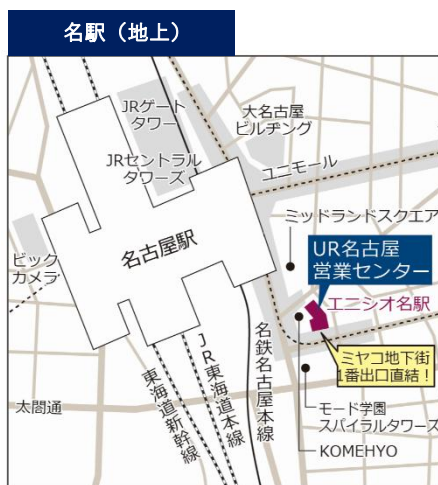 名駅（地上）
JRゲート
タワー
大名古屋
ビルヂング
JRセントラル
タワーズ
ユニモール
ミッドランドスクエア
名古屋駅
UR名古屋
営業センター
ビック
カメラ
エニシオ名駅
ミヤコ地下街
1番出口直結！
名鉄名古屋本線
JR東海道本線
東海道新幹線
太閤通
モード学園
スパイラルタワーズ
KOMEHYO